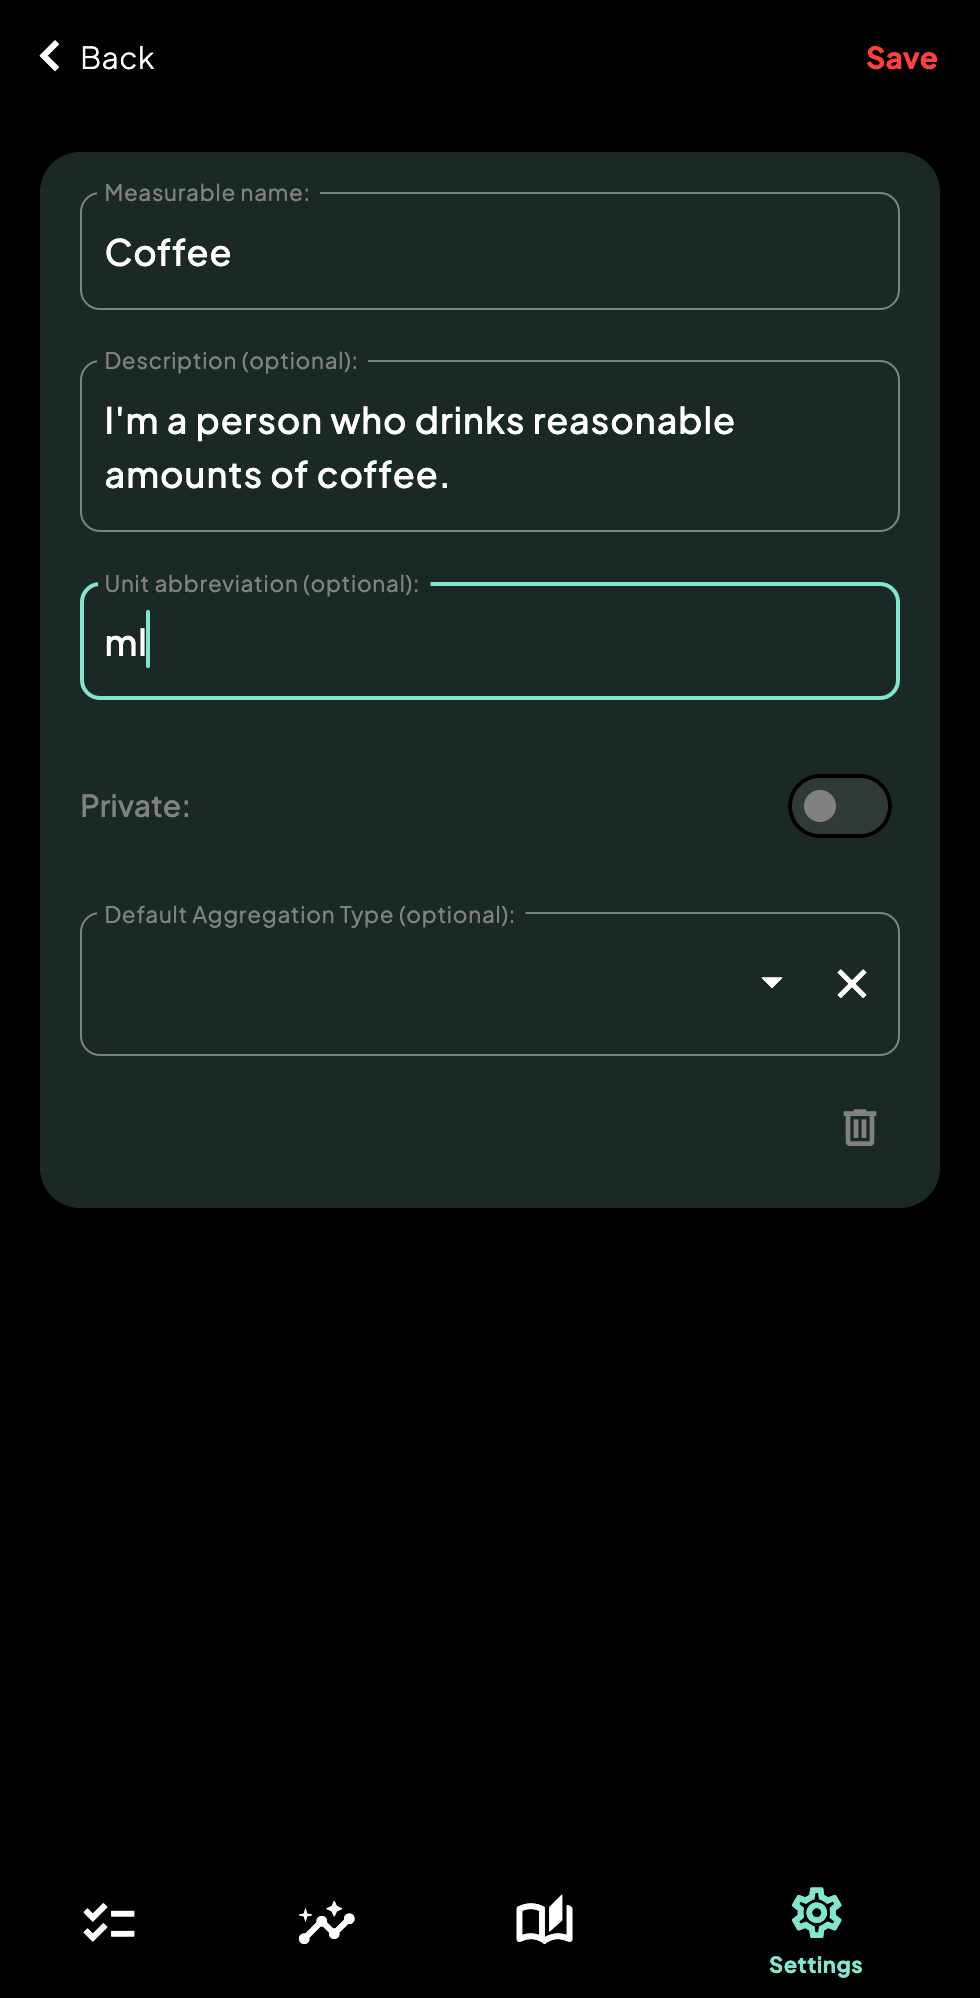 Back
Save
Measurable name:
Coffee
Description (optional):
I'm a person who drinks reasonable
amounts of coffee.
Unit abbreviation (optional):
ml
Private:
Default Aggregation Type (optional):
Settings